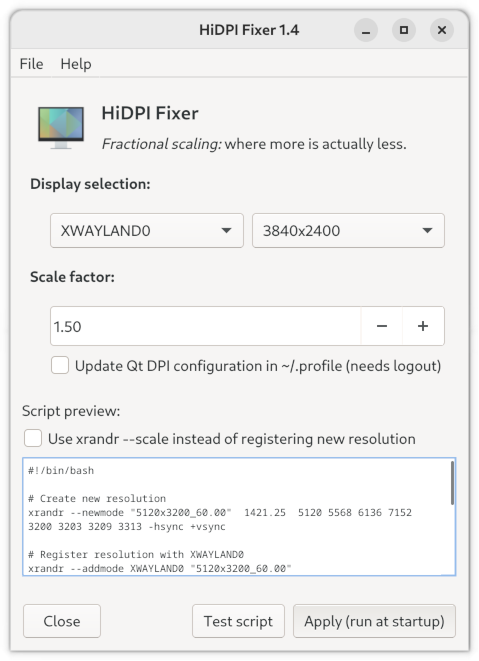 HiDPI Fixer 1.4
File Help
HiDPI Fixer
Fractional scaling: where more is actually less.
Display selection:
XWAYLAND0 3840x2400
Scale factor:
1.50 − +
Update Qt DPI configuration in ~/.profile (needs logout)
Script preview:
Use xrandr --scale instead of registering new resolution
#!/bin/bash
# Create new resolution
xrandr --newmode "5120x3200_60.00"  1421.25  5120 5568 6136 7152
3200 3203 3209 3313 -hsync +vsync
# Register resolution with XWAYLAND0
xrandr --addmode XWAYLAND0 "5120x3200_60.00"
Close Test script Apply (run at startup)